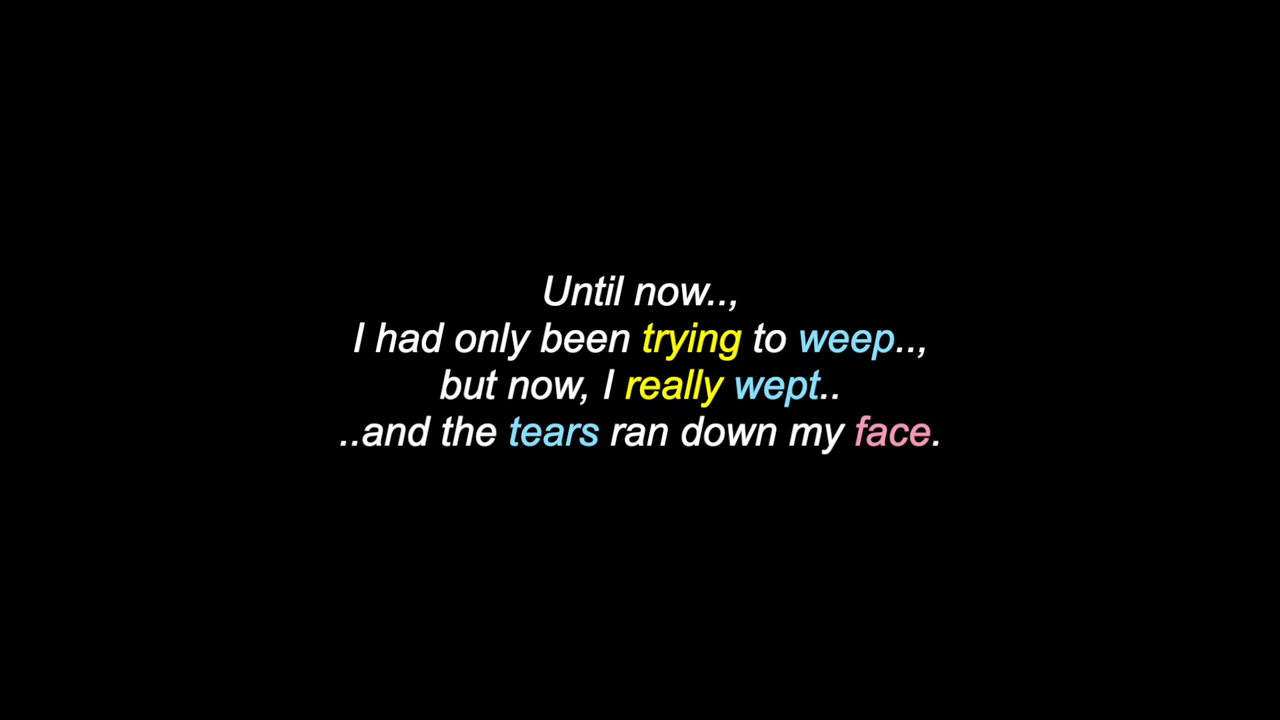 Until now..,
I had only been trying to weep..,
but now, I really wept..
..and the tears ran down my face.